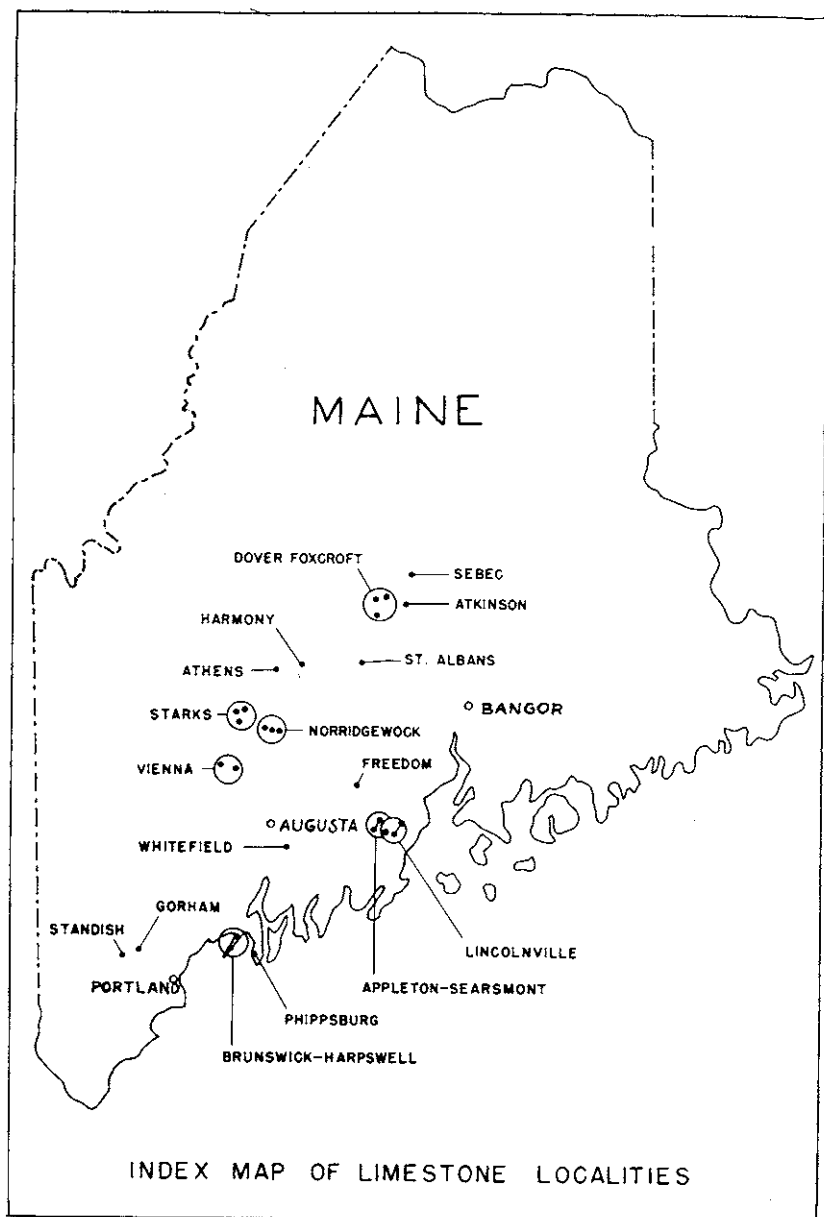 MAINE
DOVER FOXCROFT
SEBEC
ATKINSON
HARMONY
ST. ALBANS
ATHENS
STARKS
BANGOR
NORRIDGEWOCK
VIENNA
FREEDOM
AUGUSTA
WHITEFIELD
GORHAM
STANDISH
LINCOLNVILLE
PORTLAND
APPLETON-SEARSMONT
PHIPPSBURG
BRUNSWICK-HARPSWELL
INDEX MAP OF LIMESTONE LOCALITIES